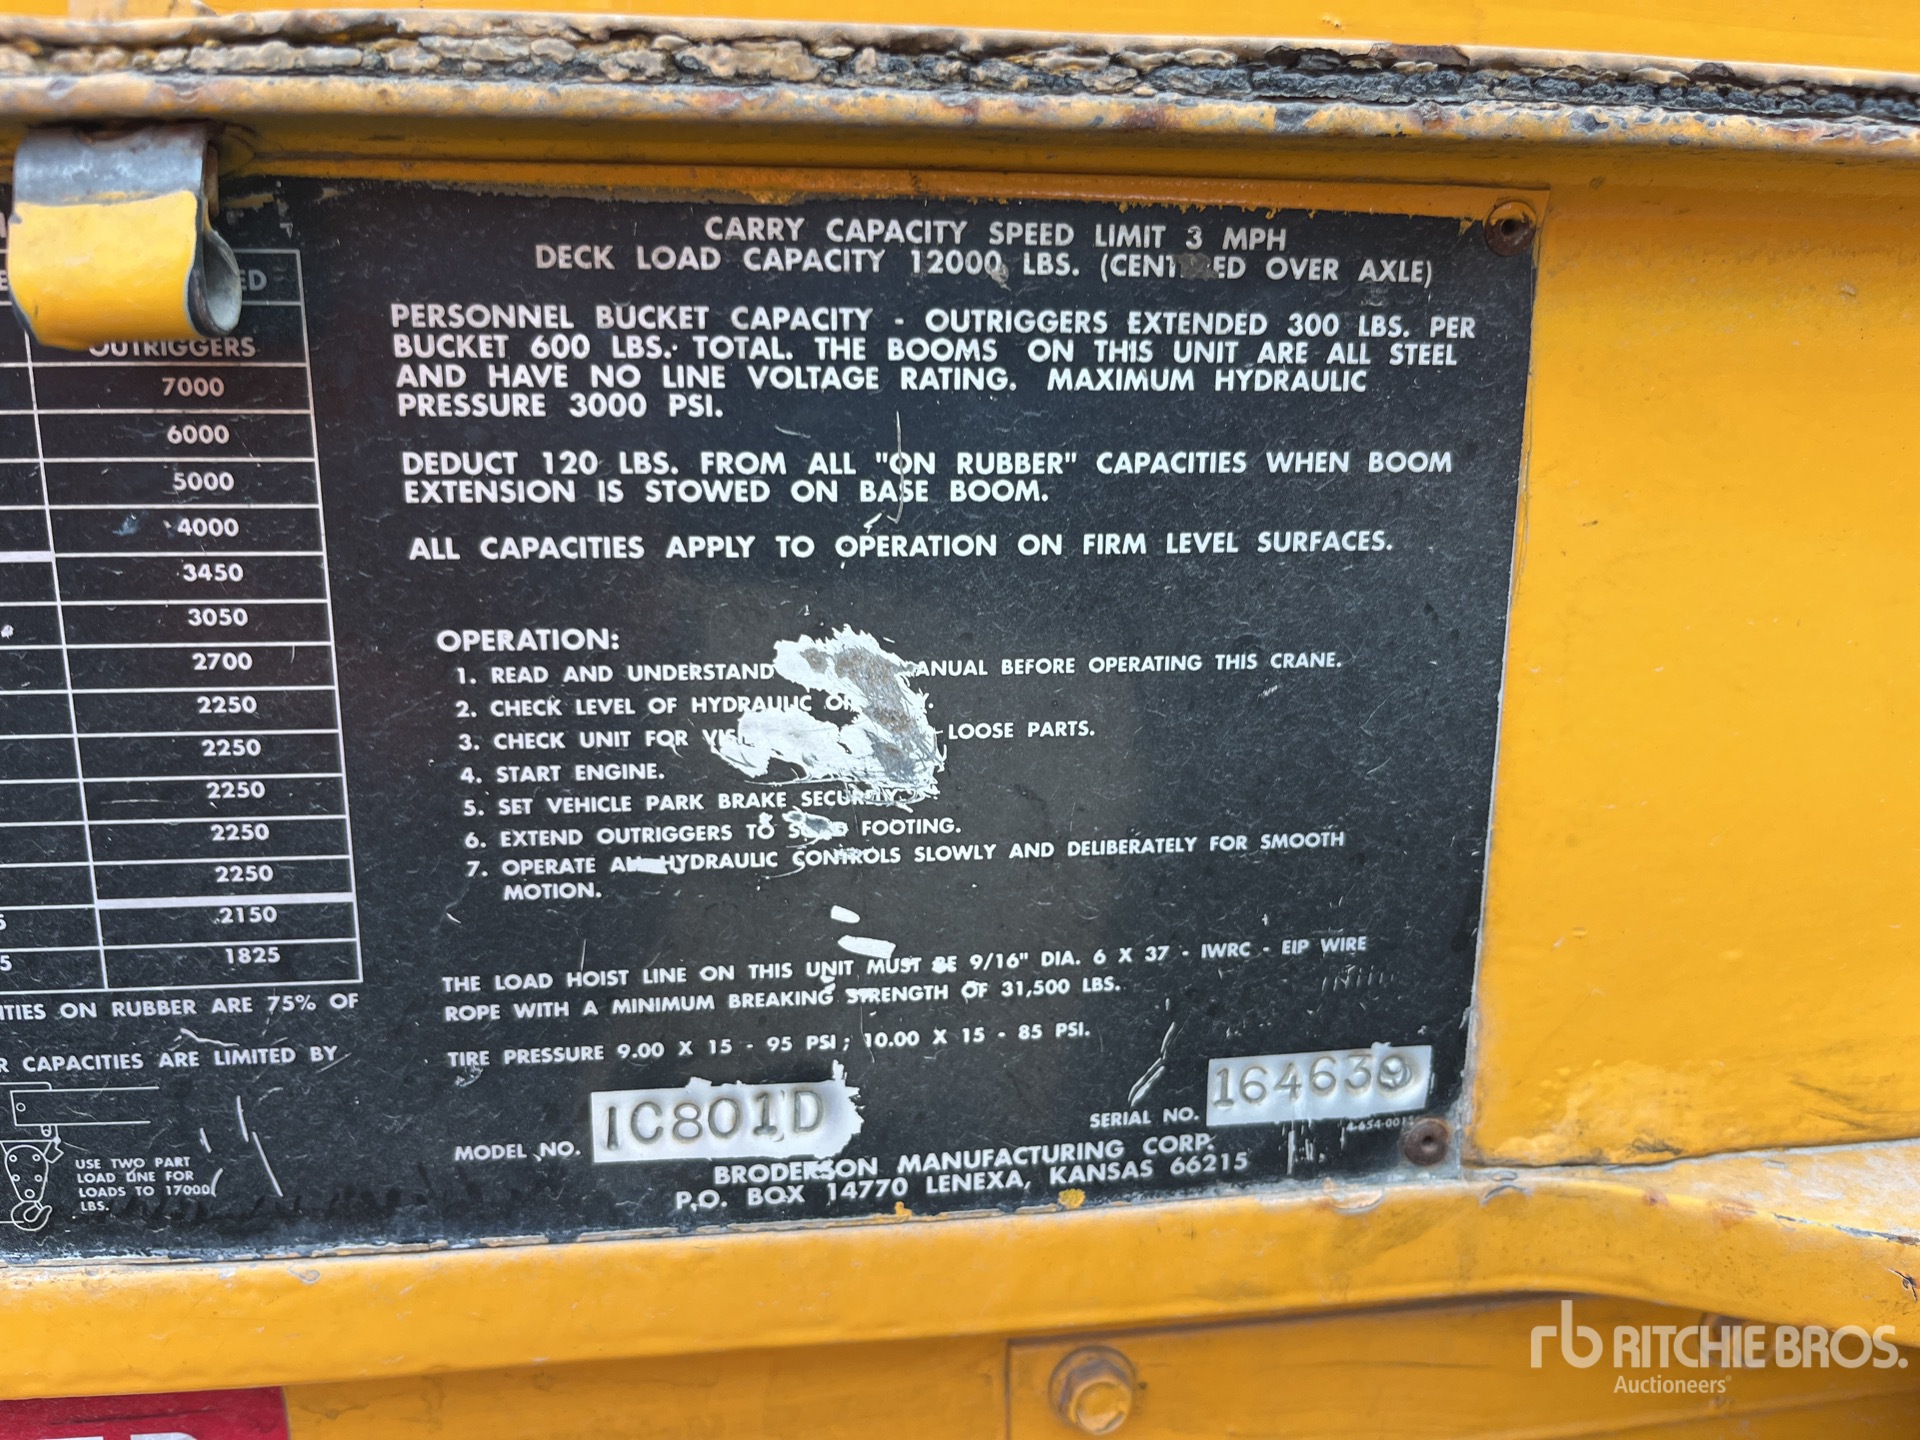 CARRY CAPACITY SPEED LIMIT 3 MPH
DECK LOAD CAPACITY 12000 LBS. (CENT ED OVER AXLE)
PERSONNEL BUCKET CAPACITY - OUTRIGGERS EXTENDED 300 LBS. PER
BUCKET 600 LBS. TOTAL. THE BOOMS ON THIS UNIT ARE ALL STEEL
AND HAVE NO LINE VOLTAGE RATING. MAXIMUM HYDRAULIC
PRESSURE 3000 PSI.
DEDUCT 120 LBS. FROM ALL "ON RUBBER" CAPACITIES WHEN BOOM
EXTENSION IS STOWED ON BASE BOOM.
ALL CAPACITIES APPLY TO OPERATION ON FIRM LEVEL SURFACES.
OPERATION:
1. READ AND UNDERSTAND ANUAL BEFORE OPERATING THIS CRANE.
2. CHECK LEVEL OF HYDRAULIC
3. CHECK UNIT FOR LOOSE PARTS.
4. START ENGINE.
5. SET VEHICLE PARK BRAKE SECURELY.
6. EXTEND OUTRIGGERS TO FOOTING.
7. OPERATE ALL HYDRAULIC CONTROLS SLOWLY AND DELIBERATELY FOR SMOOTH
MOTION.
THE LOAD HOIST LINE ON THIS UNIT MUST BE 9/16" DIA. 6 X 37 - IWRC - EIP WIRE
ROPE WITH A MINIMUM BREAKING STRENGTH OF 31,500 LBS.
TIRE PRESSURE 9.00 X 15 - 95 PSI; 10.00 X 15 - 85 PSI.
MODEL NO. IC801D
SERIAL NO. 164639
BRODERSON MANUFACTURING CORP.
P.O. BOX 14770 LENEXA, KANSAS 66215
ED
OUTRIGGERS
7000
6000
5000
4000
3450
3050
2700
2250
2250
2250
2250
2250
5 2150
5 1825
ITIES ON RUBBER ARE 75% OF
R CAPACITIES ARE LIMITED BY
USE TWO PART
LOAD LINE FOR
LOADS TO 17000
LBS.
rb RITCHIE BROS.
Auctioneers